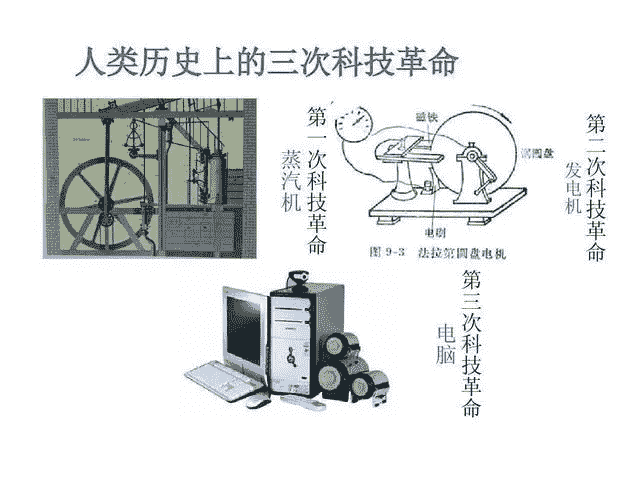 人类历史上的三次科技革命
第一次科技革命
蒸汽机
磁铁
铜圆盘
电刷
图 9-3 法拉第圆盘电机
第二次科技革命
发电机
第三次科技革命
电脑